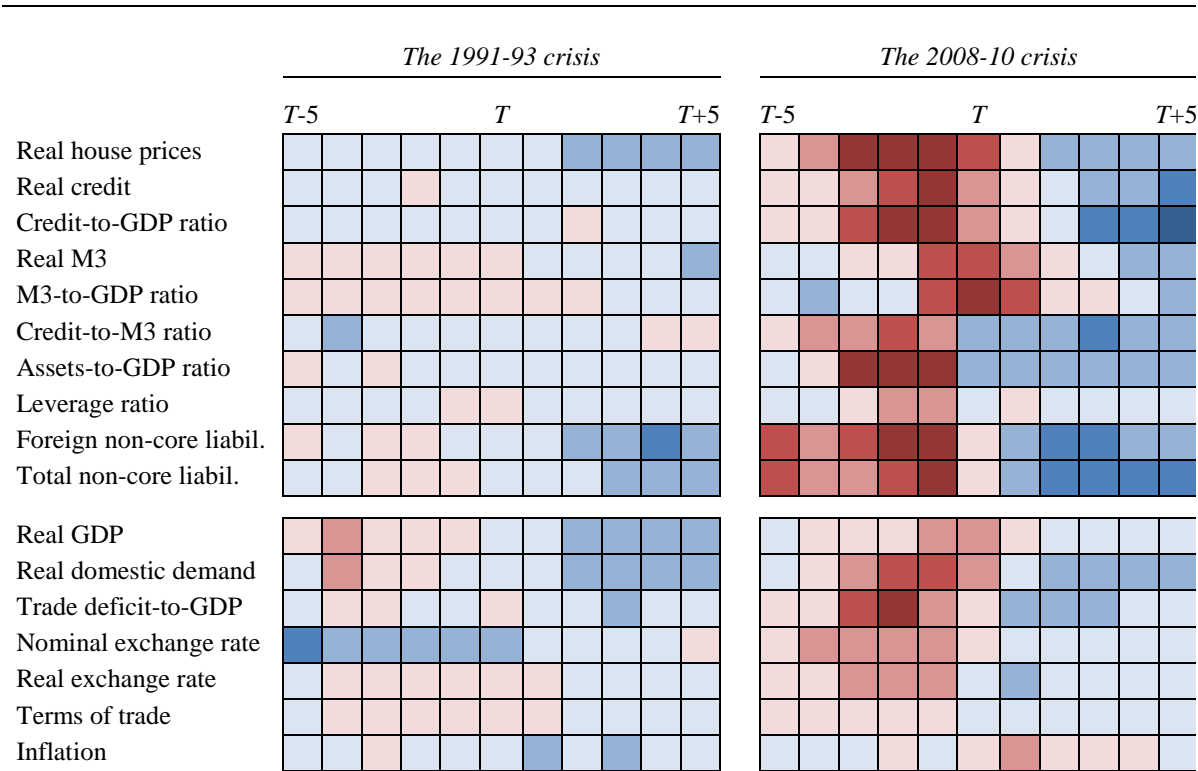 The 1991-93 crisis The 2008-10 crisis
T-5 T T+5 T-5 T T+5
Real house prices
Real credit
Credit-to-GDP ratio
Real M3
M3-to-GDP ratio
Credit-to-M3 ratio
Assets-to-GDP ratio
Leverage ratio
Foreign non-core liabil.
Total non-core liabil.
Real GDP
Real domestic demand
Trade deficit-to-GDP
Nominal exchange rate
Real exchange rate
Terms of trade
Inflation